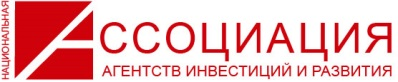 НАЦИОНАЛЬНАЯ
АССОЦИАЦИЯ
АГЕНТСТВ ИНВЕСТИЦИЙ И РАЗВИТИЯ